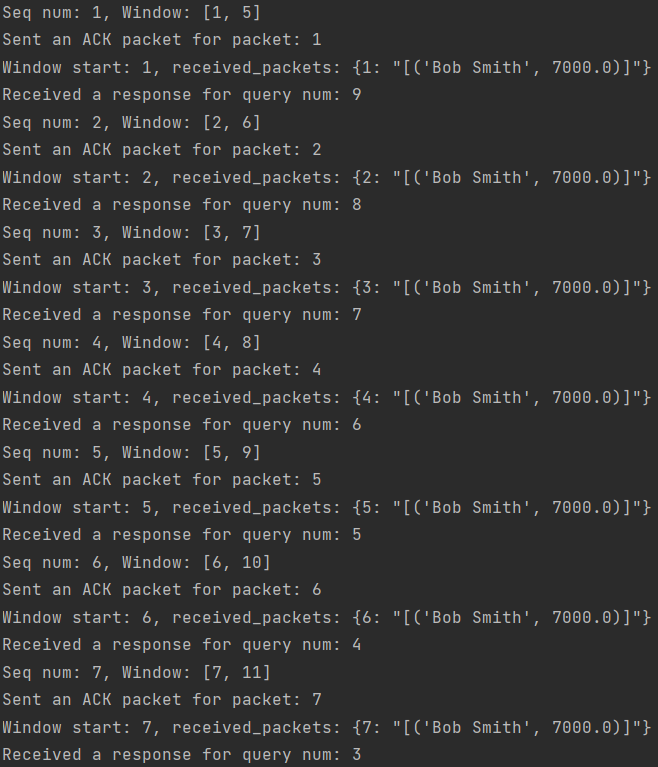 Seq num: 1, Window: [1, 5]
Sent an ACK packet for packet: 1
Window start: 1, received_packets: {1: "[('Bob Smith', 7000.0)]"}
Received a response for query num: 9
Seq num: 2, Window: [2, 6]
Sent an ACK packet for packet: 2
Window start: 2, received_packets: {2: "[('Bob Smith', 7000.0)]"}
Received a response for query num: 8
Seq num: 3, Window: [3, 7]
Sent an ACK packet for packet: 3
Window start: 3, received_packets: {3: "[('Bob Smith', 7000.0)]"}
Received a response for query num: 7
Seq num: 4, Window: [4, 8]
Sent an ACK packet for packet: 4
Window start: 4, received_packets: {4: "[('Bob Smith', 7000.0)]"}
Received a response for query num: 6
Seq num: 5, Window: [5, 9]
Sent an ACK packet for packet: 5
Window start: 5, received_packets: {5: "[('Bob Smith', 7000.0)]"}
Received a response for query num: 5
Seq num: 6, Window: [6, 10]
Sent an ACK packet for packet: 6
Window start: 6, received_packets: {6: "[('Bob Smith', 7000.0)]"}
Received a response for query num: 4
Seq num: 7, Window: [7, 11]
Sent an ACK packet for packet: 7
Window start: 7, received_packets: {7: "[('Bob Smith', 7000.0)]"}
Received a response for query num: 3